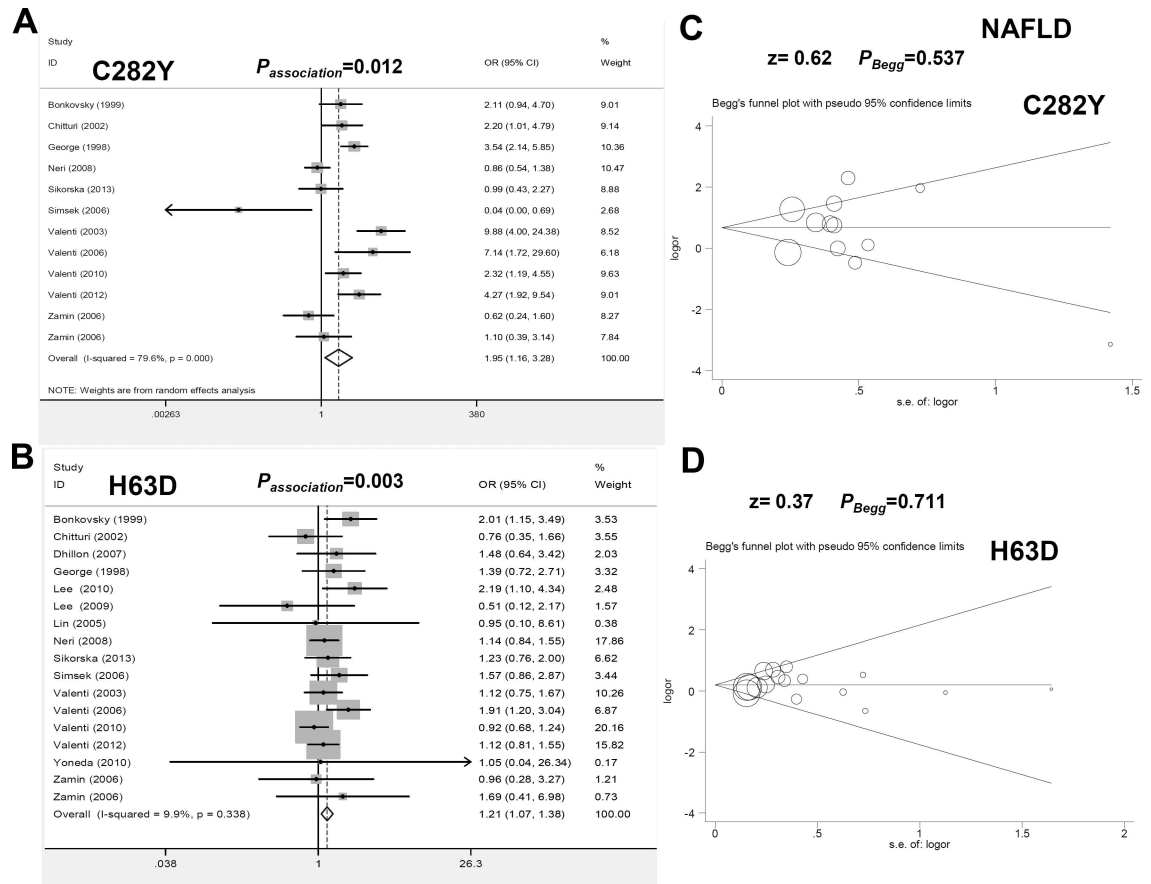 A
Study %
ID C282Y Passociation=0.012 OR (95% CI) Weight
Bonkovsky (1999) 2.11 (0.94, 4.70) 9.01
Chitturi (2002) 2.20 (1.01, 4.79) 9.14
George (1998) 3.54 (2.14, 5.85) 10.36
Neri (2008) 0.86 (0.54, 1.38) 10.47
Sikorska (2013) 0.99 (0.43, 2.27) 8.88
Simsek (2006) 0.04 (0.00, 0.69) 2.68
Valenti (2003) 9.88 (4.00, 24.38) 8.52
Valenti (2006) 7.14 (1.72, 29.60) 6.18
Valenti (2010) 2.32 (1.19, 4.55) 9.63
Valenti (2012) 4.27 (1.92, 9.54) 9.01
Zamin (2006) 0.62 (0.24, 1.60) 8.27
Zamin (2006) 1.10 (0.39, 3.14) 7.84
Overall (I-squared = 79.6%, p = 0.000) 1.95 (1.16, 3.28) 100.00
NOTE: Weights are from random effects analysis
.00263 1 380
B
Study %
ID H63D Passociation=0.003 OR (95% CI) Weight
Bonkovsky (1999) 2.01 (1.15, 3.49) 3.53
Chitturi (2002) 0.76 (0.35, 1.66) 3.55
Dhillon (2007) 1.48 (0.64, 3.42) 2.03
George (1998) 1.39 (0.72, 2.71) 3.32
Lee (2010) 2.19 (1.10, 4.34) 2.48
Lee (2009) 0.51 (0.12, 2.17) 1.57
Lin (2005) 0.95 (0.10, 8.61) 0.38
Neri (2008) 1.14 (0.84, 1.55) 17.86
Sikorska (2013) 1.23 (0.76, 2.00) 6.62
Simsek (2006) 1.57 (0.86, 2.87) 3.44
Valenti (2003) 1.12 (0.75, 1.67) 10.26
Valenti (2006) 1.91 (1.20, 3.04) 6.87
Valenti (2010) 0.92 (0.68, 1.24) 20.16
Valenti (2012) 1.12 (0.81, 1.55) 15.82
Yoneda (2010) 1.05 (0.04, 26.34) 0.17
Zamin (2006) 0.96 (0.28, 3.27) 1.21
Zamin (2006) 1.69 (0.41, 6.98) 0.73
Overall (I-squared = 9.9%, p = 0.338) 1.21 (1.07, 1.38) 100.00
.038 1 26.3
C
NAFLD
z= 0.62 PBegg=0.537
Begg's funnel plot with pseudo 95% confidence limits
C282Y
4
2
0
-2
-4
logor
0 .5 1 1.5
s.e. of: logor
D
z= 0.37 PBegg=0.711
Begg's funnel plot with pseudo 95% confidence limits
H63D
4
2
0
-2
-4
logor
0 .5 1 1.5 2
s.e. of: logor